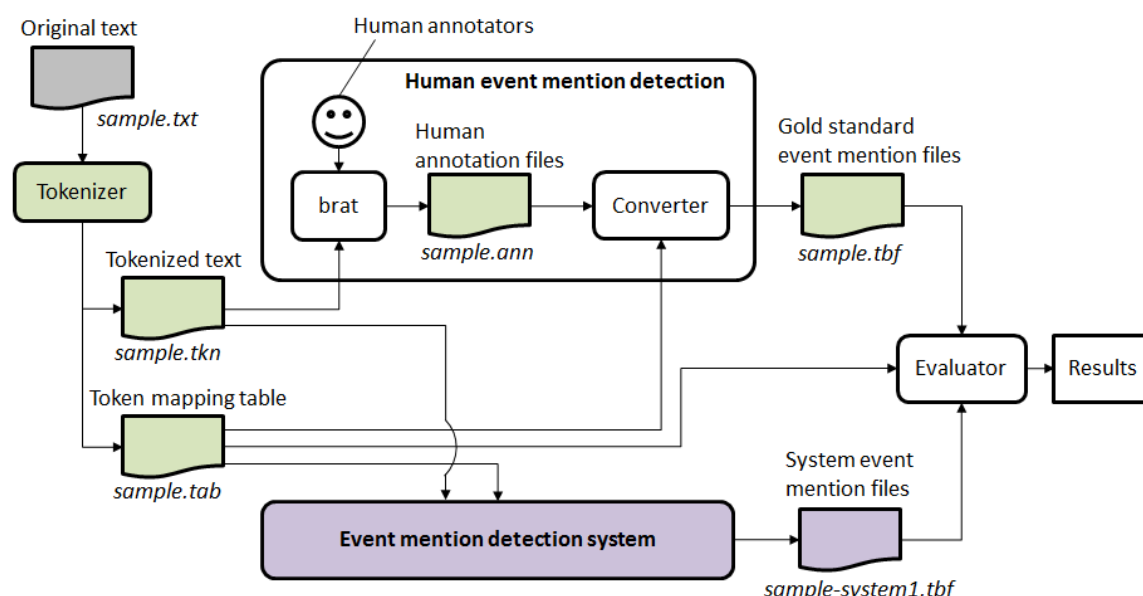 Original text
sample.txt
Tokenizer
Human annotators
Human event mention detection
brat
Human
annotation files
sample.ann
Converter
Gold standard
event mention files
sample.tbf
Tokenized text
sample.tkn
Token mapping table
sample.tab
Evaluator
Results
Event mention detection system
System event
mention files
sample-system1.tbf